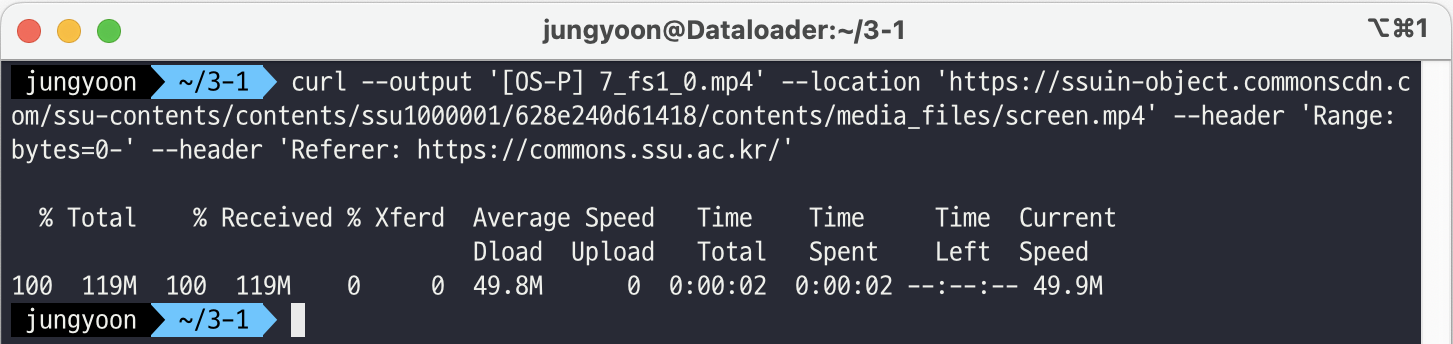 jungyoon@Dataloader:~/3-1 ⌥⌘1
jungyoon ~/3-1 curl --output '[OS-P] 7_fs1_0.mp4' --location 'https://ssuin-object.commonscdn.c
om/ssu-contents/contents/ssu1000001/628e240d61418/contents/media_files/screen.mp4' --header 'Range:
bytes=0-' --header 'Referer: https://commons.ssu.ac.kr/'
% Total % Received % Xferd Average Speed Time Time Time Current
Dload Upload Total Spent Left Speed
100 119M 100 119M 0 0 49.8M 0 0:00:02 0:00:02 --:--:-- 49.9M
jungyoon ~/3-1